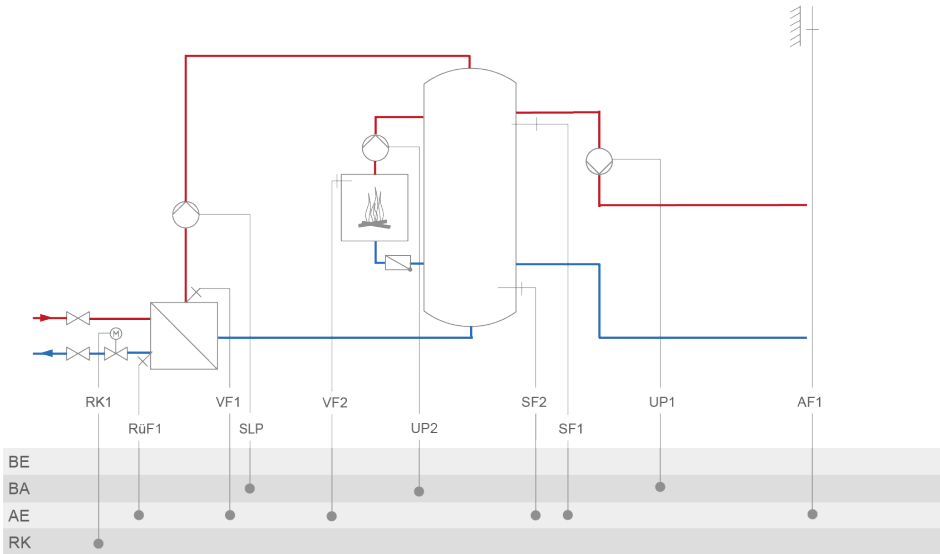 M
RK1
VF1
VF2
SF2
UP1
AF1
RüF1
SLP
UP2
SF1
BE
BA
AE
RK